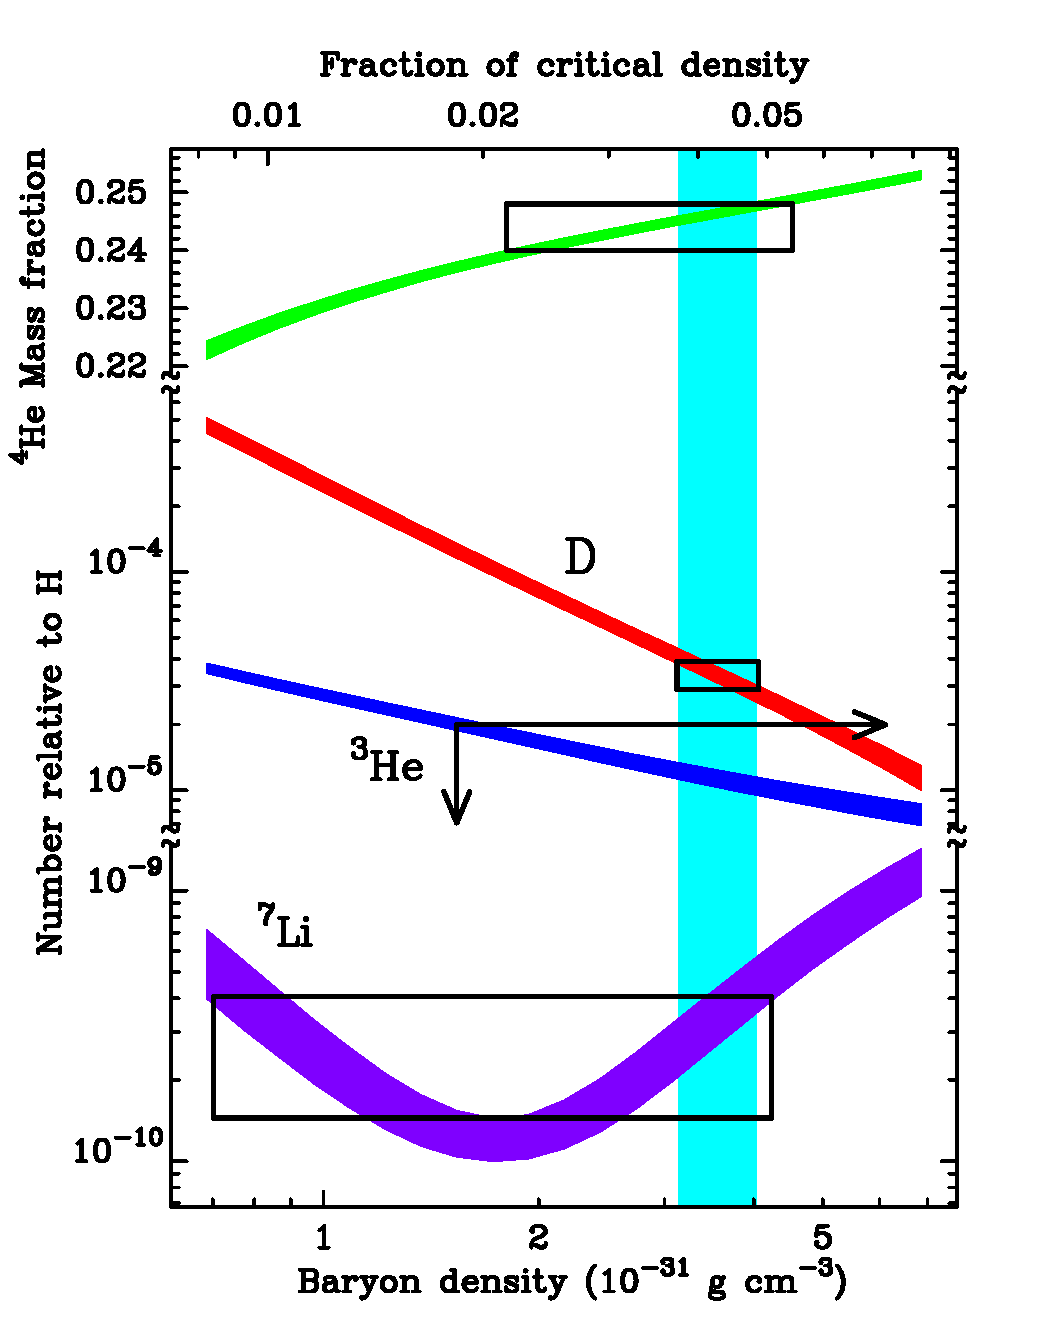 Fraction of critical density
0.01 0.02 0.05
⁴He Mass fraction
0.25
0.24
0.23
0.22
Number relative to H
10⁻⁴
10⁻⁵
10⁻⁹
10⁻¹⁰
D
³He
⁷Li
1 2 5
Baryon density (10⁻³¹ g cm⁻³)